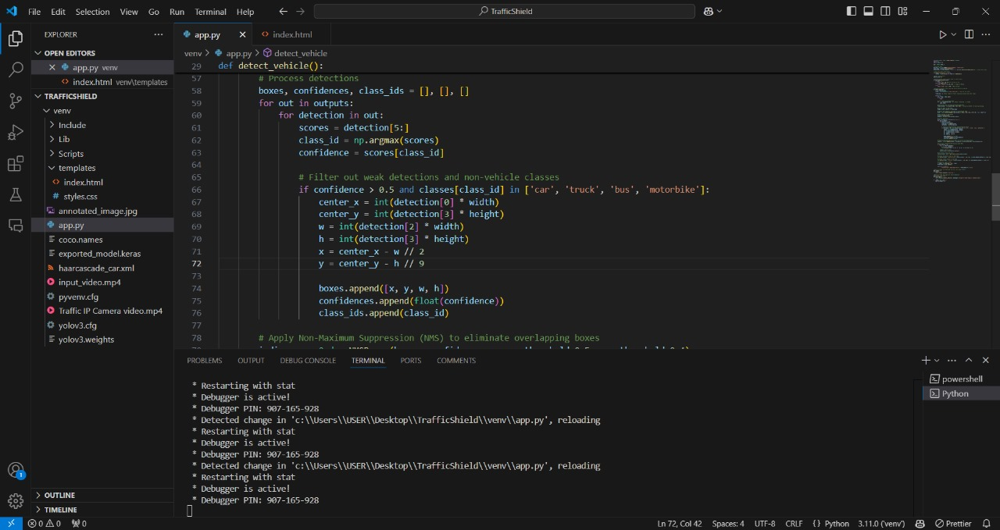 File Edit Selection View Go Run Terminal Help
TrafficShield
EXPLORER
OPEN EDITORS
app.py venv
index.html venv\templates
TRAFFICSHIELD
venv
Include
Lib
Scripts
templates
index.html
# styles.css
annotated_image.jpg
app.py
coco.names
exported_model.keras
haarcascade_car.xml
input_video.mp4
pyvenv.cfg
Traffic IP Camera video.mp4
yolov3.cfg
yolov3.weights
OUTLINE
TIMELINE
app.py
index.html
venv > app.py > detect_vehicle
29 def detect_vehicle():
57 # Process detections
58 boxes, confidences, class_ids = [], [], []
59 for out in outputs:
60 for detection in out:
61 scores = detection[5:]
62 class_id = np.argmax(scores)
63 confidence = scores[class_id]
64
65 # Filter out weak detections and non-vehicle classes
66 if confidence > 0.5 and classes[class_id] in ['car', 'truck', 'bus', 'motorbike']:
67 center_x = int(detection[0] * width)
68 center_y = int(detection[3] * height)
69 w = int(detection[2] * width)
70 h = int(detection[3] * height)
71 x = center_x - w // 2
72 y = center_y - h // 9
73
74 boxes.append([x, y, w, h])
75 confidences.append(float(confidence))
76 class_ids.append(class_id)
77
78 # Apply Non-Maximum Suppression (NMS) to eliminate overlapping boxes
PROBLEMS OUTPUT DEBUG CONSOLE TERMINAL PORTS COMMENTS
* Restarting with stat
* Debugger is active!
* Debugger PIN: 907-165-928
* Detected change in 'c:\\Users\\USER\\Desktop\\TrafficShield\\venv\\app.py', reloading
* Restarting with stat
* Debugger is active!
* Debugger PIN: 907-165-928
* Detected change in 'c:\\Users\\USER\\Desktop\\TrafficShield\\venv\\app.py', reloading
* Restarting with stat
* Debugger is active!
* Debugger PIN: 907-165-928
powershell
Python
1
0 0 0
Ln 72, Col 42 Spaces: 4 UTF-8 CRLF {} Python 3.11.0 ('venv') Prettier